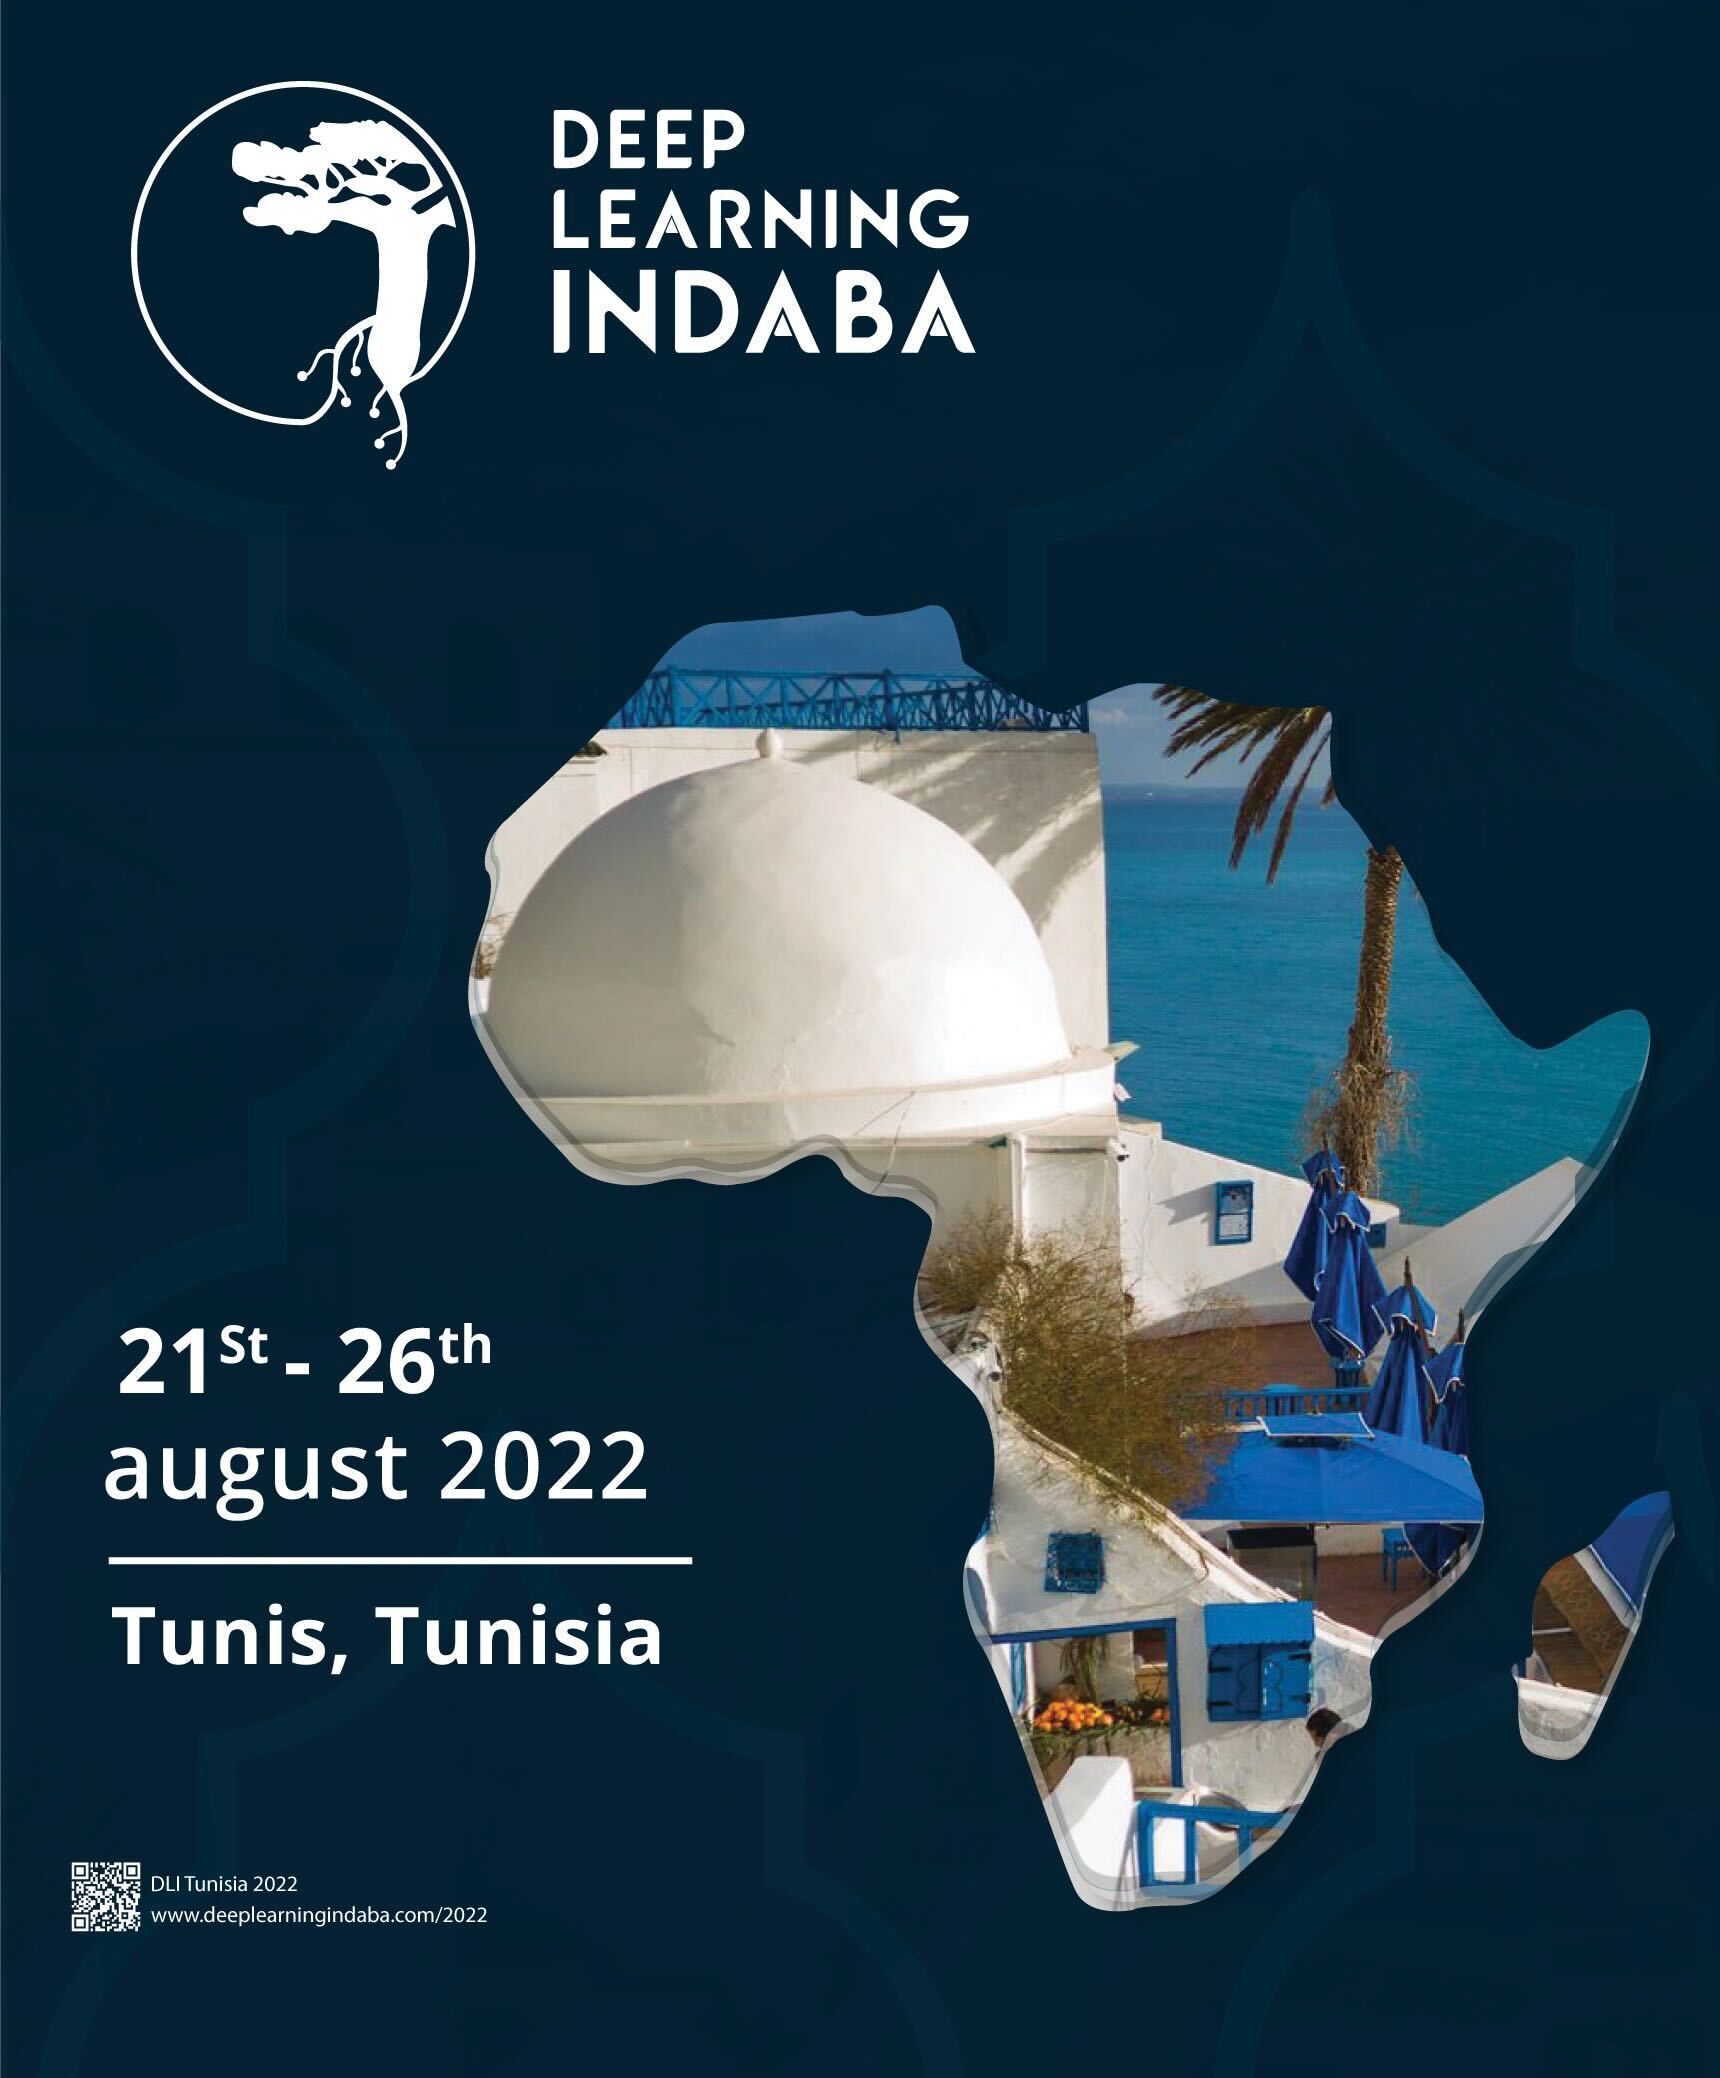 DEEP
LEARNING
INDABA
21St - 26th
august 2022
Tunis, Tunisia
DLI Tunisia 2022
www.deeplearningindaba.com/2022